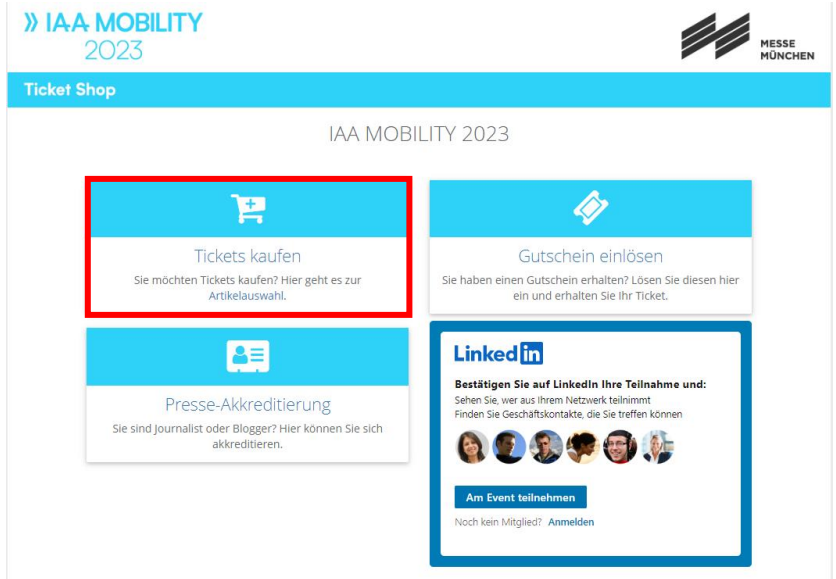 IAA MOBILITY
2023
MESSE
MÜNCHEN
Ticket Shop
IAA MOBILITY 2023
Tickets kaufen
Sie möchten Tickets kaufen? Hier geht es zur
Artikelauswahl.
Gutschein einlösen
Sie haben einen Gutschein erhalten? Lösen Sie diesen hier
ein und erhalten Sie Ihr Ticket.
Presse-Akkreditierung
Sie sind Journalist oder Blogger? Hier können Sie sich
akkreditieren.
Linked in
Bestätigen Sie auf LinkedIn Ihre Teilnahme und:
Sehen Sie, wer aus Ihrem Netzwerk teilnimmt
Finden Sie Geschäftskontakte, die Sie treffen können
Am Event teilnehmen
Noch kein Mitglied? Anmelden